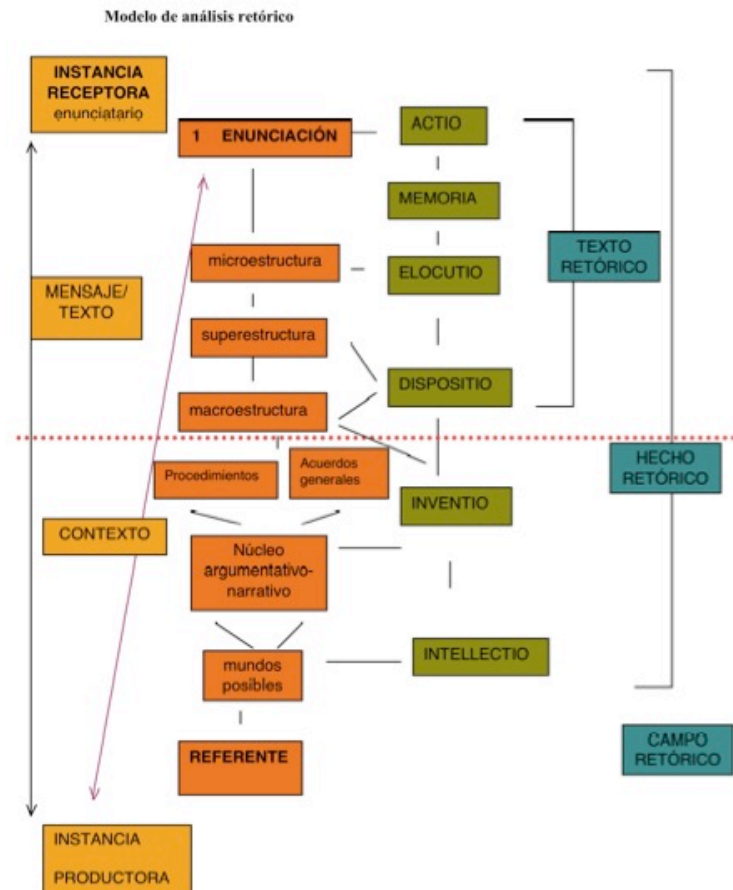 Modelo de análisis retórico
INSTANCIA
RECEPTORA
enunciatario
1 ENUNCIACIÓN
ACTIO
MEMORIA
TEXTO
RETÓRICO
microestructura
ELOCUTIO
MENSAJE/
TEXTO
superestructura
DISPOSITIO
macroestructura
HECHO
RETÓRICO
Procedimientos
Acuerdos
generales
INVENTIO
CONTEXTO
Núcleo
argumentativo-
narrativo
INTELLECTIO
mundos
posibles
CAMPO
RETÓRICO
REFERENTE
INSTANCIA
PRODUCTORA